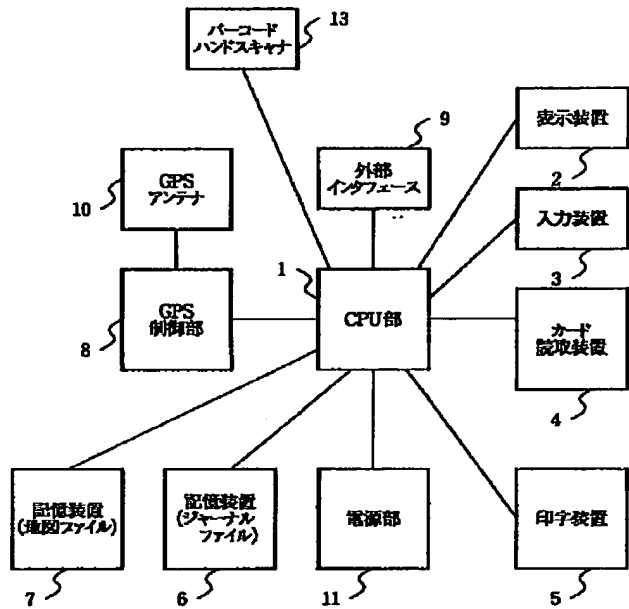 バーコード
ハンドスキャナ
13
9
外部
インタフェース
表示装置
2
GPS
アンテナ
10
入力装置
3
1
CPU部
GPS
制御部
8
カード
読取装置
4
記憶装置
(地図ファイル)
7
記憶装置
(ジャーナル
ファイル)
6
電源部
11
印字装置
5